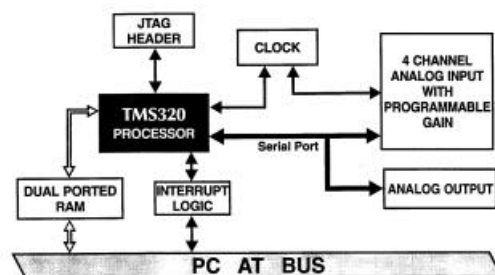 JTAG
HEADER
CLOCK
4 CHANNEL
ANALOG INPUT
WITH
PROGRAMMABLE
GAIN
TMS320
PROCESSOR
Serial Port
DUAL PORTED
RAM
INTERRUPT
LOGIC
ANALOG OUTPUT
PC AT BUS